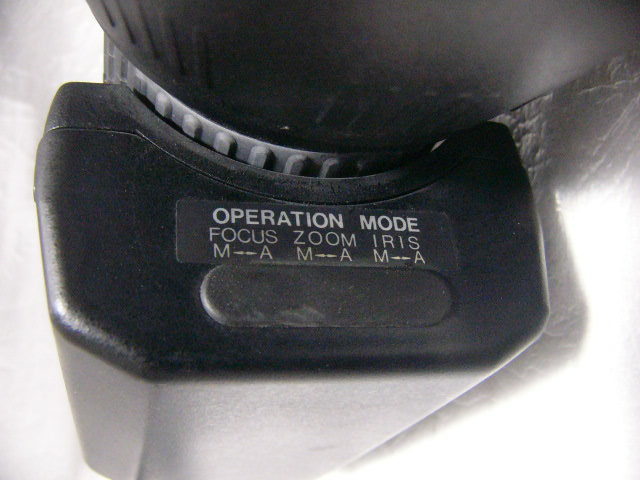 OPERATION MODE
FOCUS ZOOM IRIS
M↔A M↔A M↔A